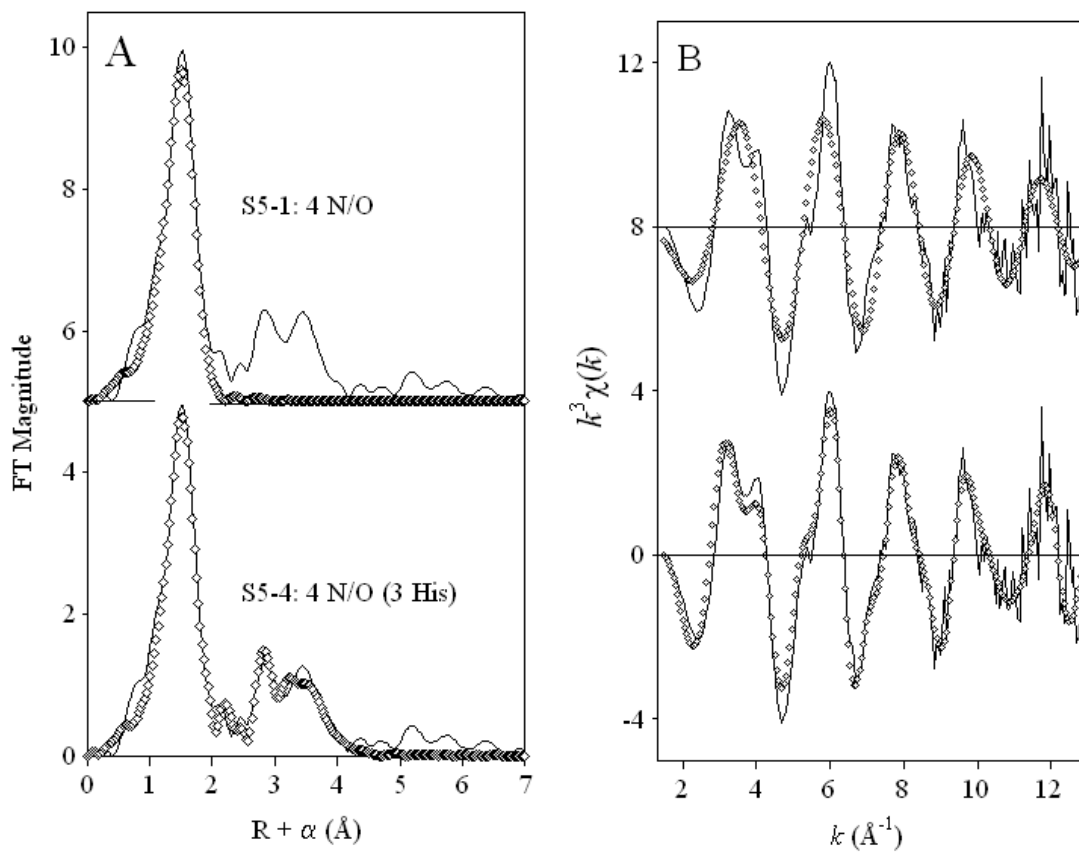 A
B
10
8
6
4
2
0
S5-1: 4 N/O
S5-4: 4 N/O (3 His)
FT Magnitude
0 1 2 3 4 5 6 7
R + α (Å)
12
8
4
0
-4
k³χ(k)
2 4 6 8 10 12
k (Å⁻¹)